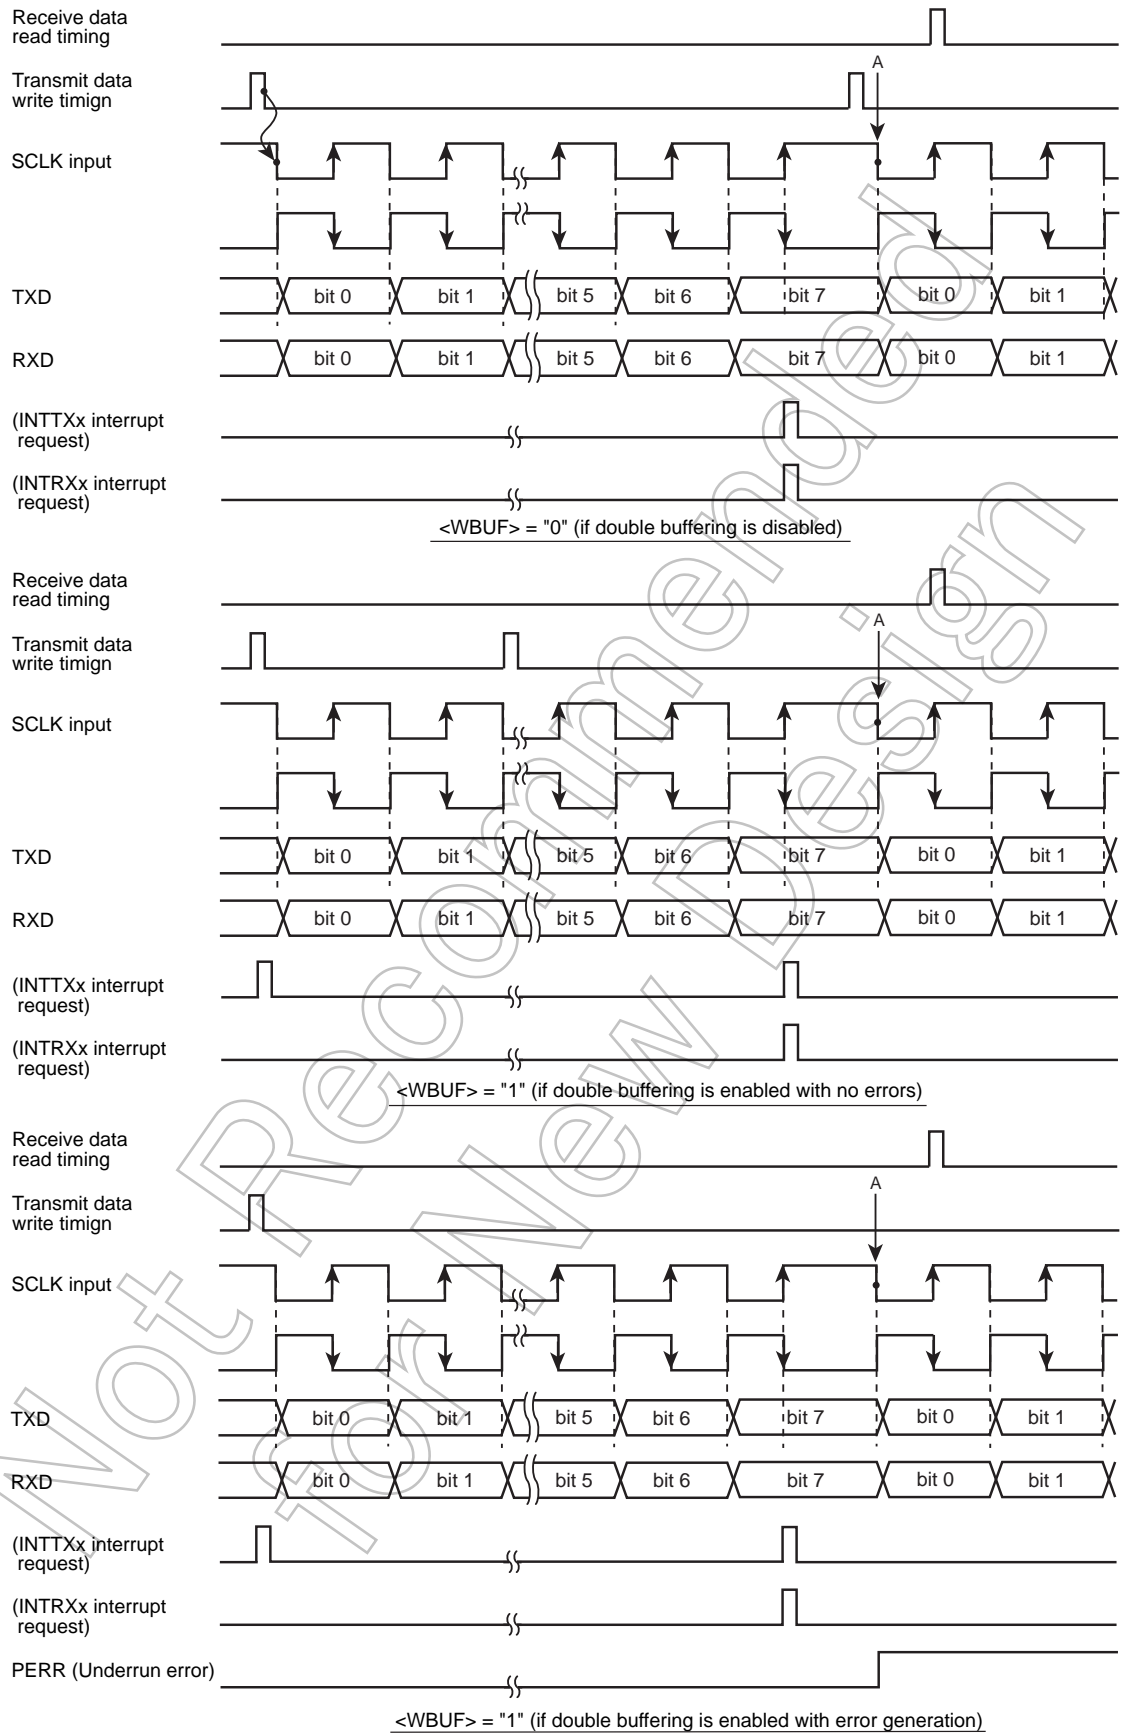 Receive data
read timing
Transmit data
write timign
A
SCLK input
TXD
bit 0 bit 1 bit 5 bit 6 bit 7 bit 0 bit 1
RXD
bit 0 bit 1 bit 5 bit 6 bit 7 bit 0 bit 1
(INTTXx interrupt
request)
(INTRXx interrupt
request)
<WBUF> = "0" (if double buffering is disabled)
Receive data
read timing
A
Transmit data
write timign
SCLK input
TXD
bit 0 bit 1 bit 5 bit 6 bit 7 bit 0 bit 1
RXD
bit 0 bit 1 bit 5 bit 6 bit 7 bit 0 bit 1
(INTTXx interrupt
request)
(INTRXx interrupt
request)
<WBUF> = "1" (if double buffering is enabled with no errors)
Receive data
read timing
A
Transmit data
write timign
SCLK input
TXD
bit 0 bit 1 bit 5 bit 6 bit 7 bit 0 bit 1
RXD
bit 0 bit 1 bit 5 bit 6 bit 7 bit 0 bit 1
(INTTXx interrupt
request)
(INTRXx interrupt
request)
PERR (Underrun error)
<WBUF> = "1" (if double buffering is enabled with error generation)
Not Recommended
for New Design